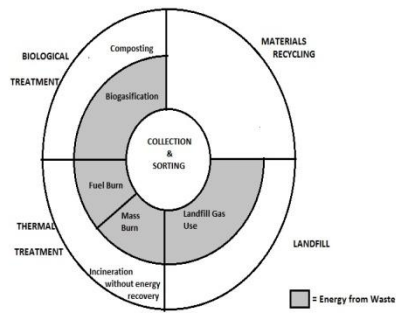 BIOLOGICAL
TREATMENT
Composting
Biogasification
MATERIALS
RECYCLING
COLLECTION
&
SORTING
Fuel Burn
Mass
Burn
Landfill Gas
Use
THERMAL
TREATMENT
Incineration
without energy
recovery
LANDFILL
= Energy from Waste